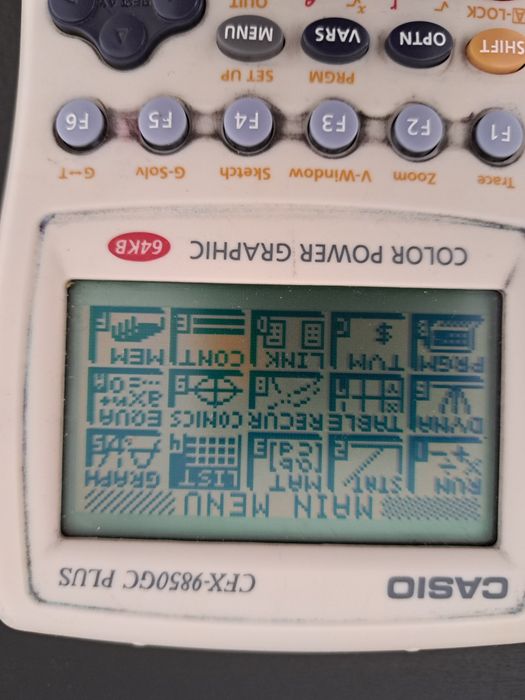 CASIO CFX-9850GC PLUS
MAIN MENU
RUN STAT MAT LIST GRAPH
DYNA TABLE RECUR CONICS EQUA
PRGM TVM LINK CONT MEM
COLOR POWER GRAPHIC 64KB
Trace Zoom V-Window Sketch G-Solv G↔T
F1 F2 F3 F4 F5 F6
PRGM SET UP
SHIFT OPTN VARS MENU
A-LOCK QUIT